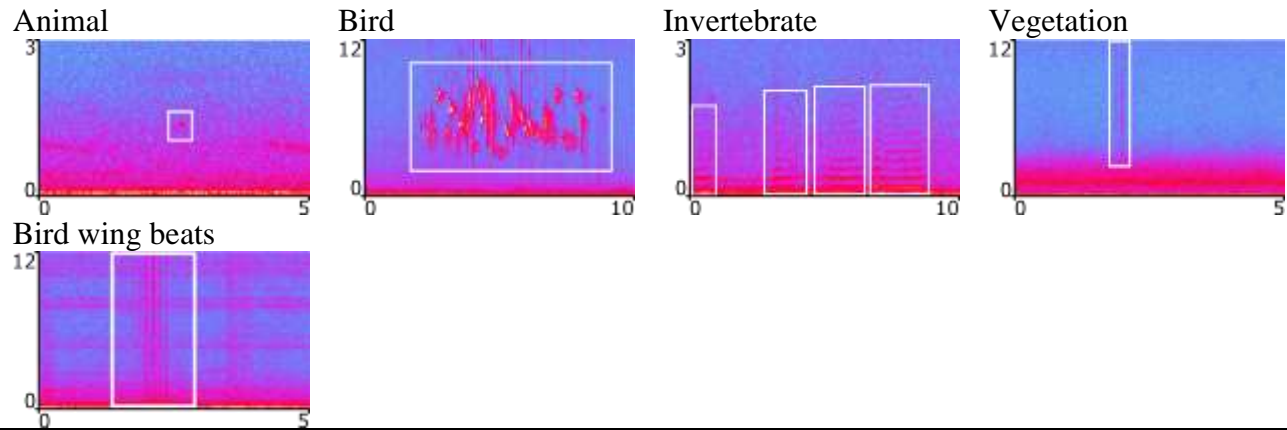 Animal Bird Invertebrate Vegetation
3 12 3 12
0 0 0 0
0 5 0 10 0 10 0 5
Bird wing beats
12
0
0 5